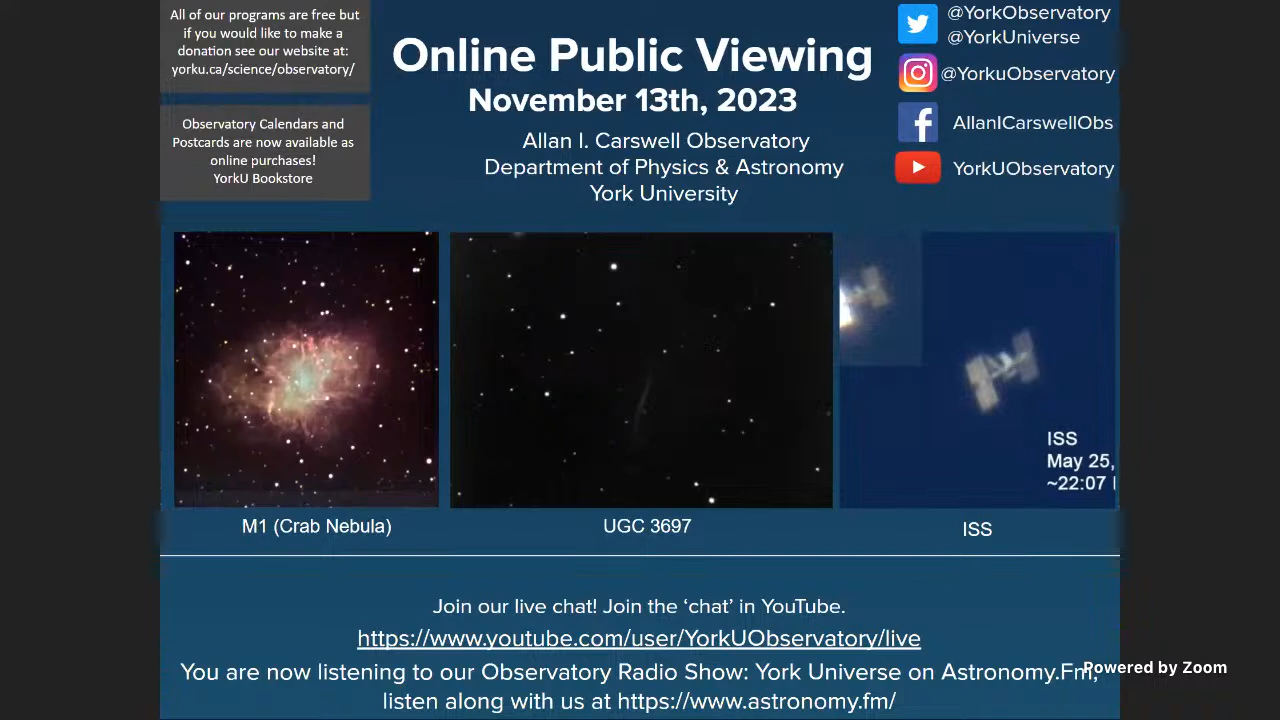 All of our programs are free but
if you would like to make a
donation see our website at:
yorku.ca/science/observatory/
Observatory Calendars and
Postcards are now available as
online purchases!
YorkU Bookstore
Online Public Viewing
November 13th, 2023
Allan I. Carswell Observatory
Department of Physics & Astronomy
York University
@YorkObservatory
@YorkUniverse
@YorkuObservatory
AllanICarswellObs
YorkUObservatory
ISS
May 25,
~22:07
M1 (Crab Nebula)
UGC 3697
ISS
Join our live chat! Join the ‘chat’ in YouTube.
https://www.youtube.com/user/YorkUObservatory/live
You are now listening to our Observatory Radio Show: York Universe on Astronomy.Fm,
listen along with us at https://www.astronomy.fm/
Powered by Zoom